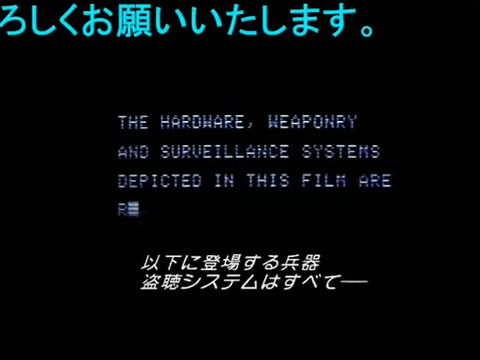 ろしくお願いいたします。
THE HARDWARE, WEAPONRY
AND SURVEILLANCE SYSTEMS
DEPICTED IN THIS FILM ARE
R
以下に登場する兵器
盗聴システムはすべて──